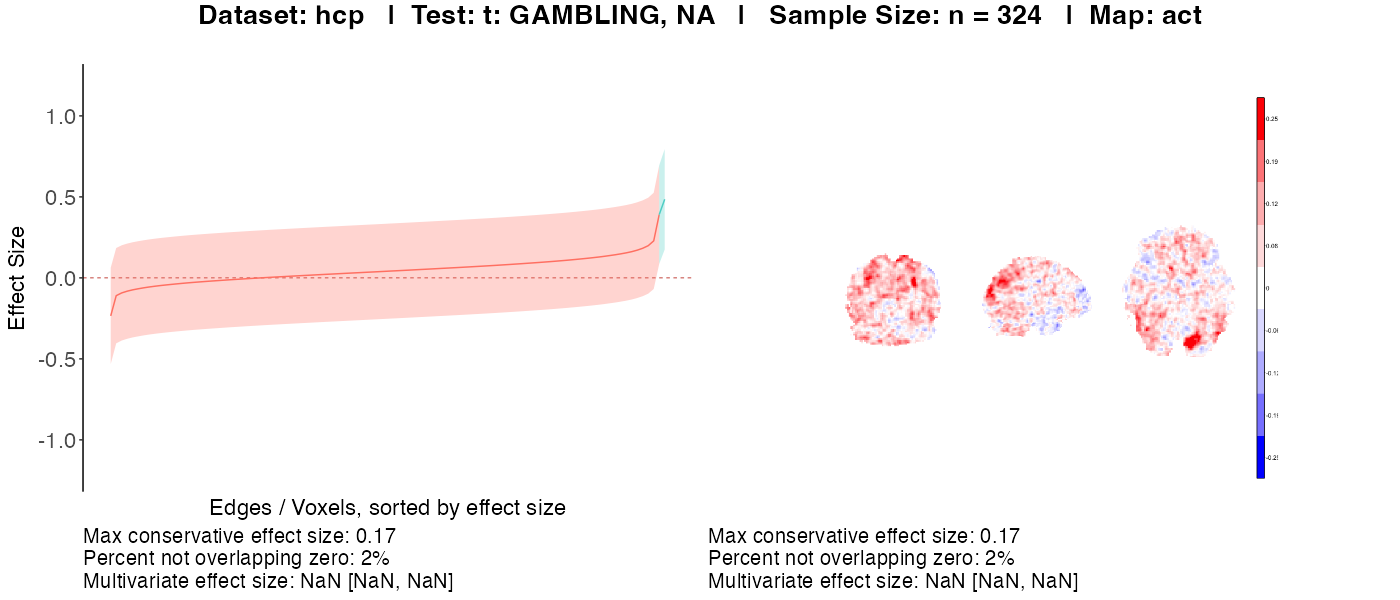 Dataset: hcp | Test: t: GAMBLING, NA | Sample Size: n = 324 | Map: act
1.0
0.5
0.0
-0.5
-1.0
Effect Size
Edges / Voxels, sorted by effect size
0.25
0.19
0.12
0.06
0
Max conservative effect size: 0.17
Percent not overlapping zero: 2%
Multivariate effect size: NaN [NaN, NaN]
Max conservative effect size: 0.17
Percent not overlapping zero: 2%
Multivariate effect size: NaN [NaN, NaN]